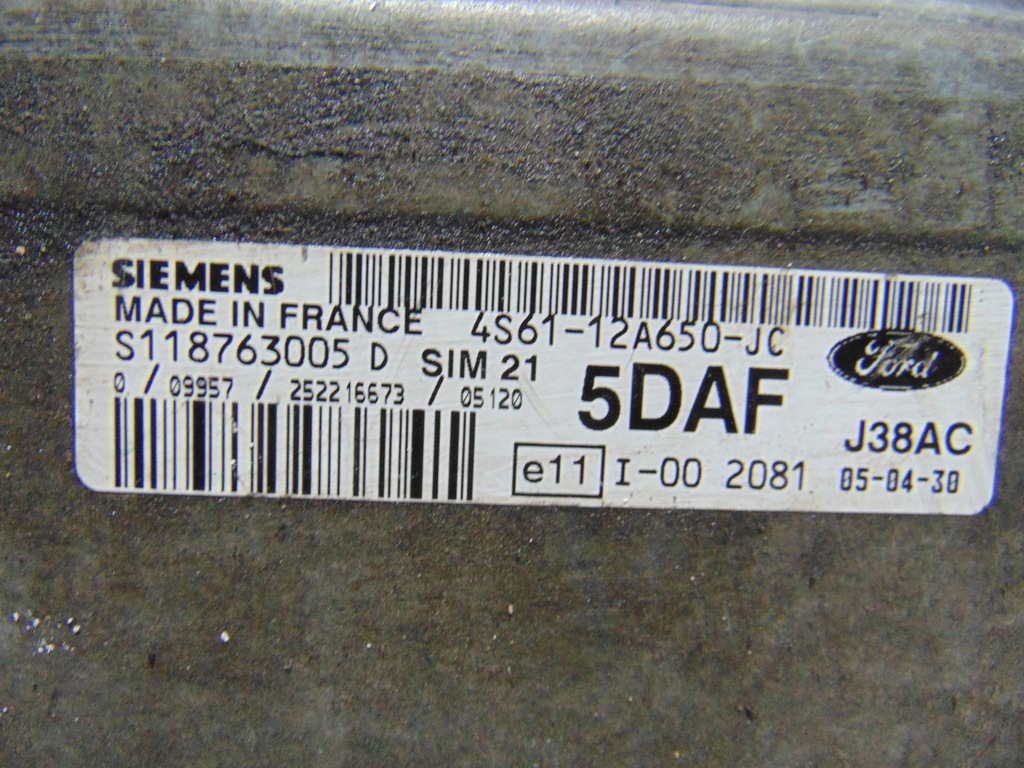 SIEMENS
MADE IN FRANCE 4S61-12A650-JC
S118763005 D SIM 21 Ford
0 / 09957 / 252216673 / 05120 5DAF
J38AC
e11 I-00 2081 05-04-30